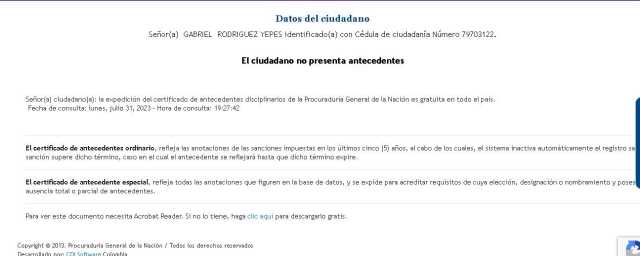 Datos del ciudadano
Señor(a) GABRIEL RODRIGUEZ YEPES identificado(a) con Cédula de ciudadanía Número 79703122.
El ciudadano no presenta antecedentes
Señor(a) ciudadano(a): la expedición del certificado de antecedentes disciplinarios de la Procuraduría General de la Nación es gratuita en todo el país.
Fecha de consulta: lunes, julio 31, 2023 - Hora de consulta: 19:27:42
El certificado de antecedentes ordinario, refleja las anotaciones de las sanciones impuestas en los últimos cinco (5) años, al cabo de los cuales, el sistema inactiva automáticamente el registro sa
sanción supere dicho término, caso en el cual el antecedente se reflejará hasta que dicho término expire.
El certificado de antecedente especial, refleja todas las anotaciones que figuren en la base de datos, y se expide para acreditar requisitos de cuya elección, designación o nombramiento y poses
ausencia total o parcial de antecedentes.
Para ver este documento necesita Acrobat Reader. Si no lo tiene, haga clic aquí para descargarlo gratis.
Copyright © 2013. Procuraduría General de la Nación / Todos los derechos reservados
Desarrollado por: CDI Software Colombia